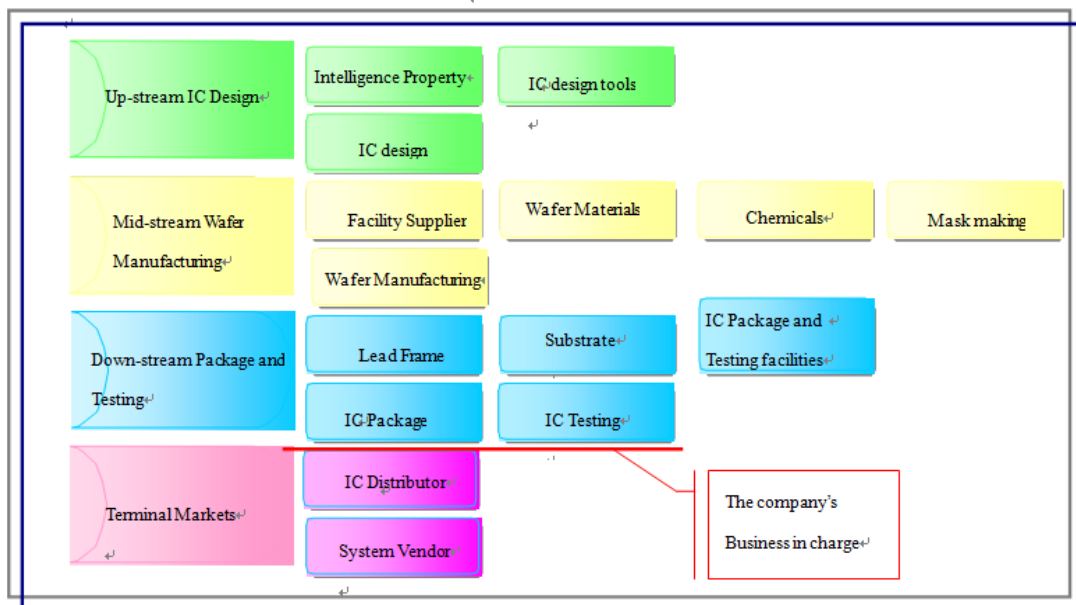 Up-stream IC Design
Intelligence Property
IC design tools
IC design
Mid-stream Wafer
Manufacturing
Facility Supplier
Wafer Materials
Chemicals
Mask making
Wafer Manufacturing
Down-stream Package and
Testing
Lead Frame
Substrate
IC Package and
Testing facilities
IC Package
IC Testing
Terminal Markets
IC Distributor
System Vendor
The company's
Business in charge